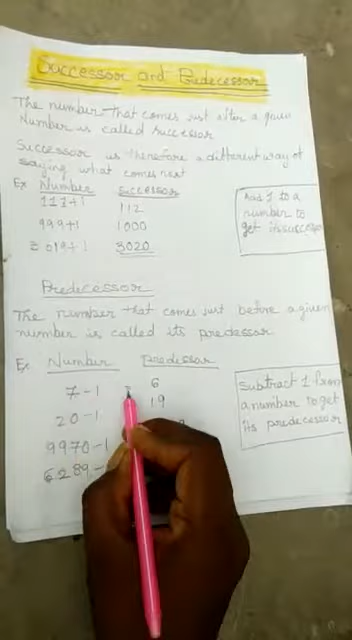 Successor and Predecessor
The number that comes just after a given
Number is called successor
Successor is therefore a different way of
saying what comes next
Ex Number Successor
111+1 112
999+1 1000
3019+1 3020
Add 1 to a
number to
get its successor
Predecessor
The number that comes just before a given
number is called its predessor
Ex Number Predessor
7-1 = 6
20-1 19
9970-1
6289-
Subtract 1 from
a number to get
its predecessor